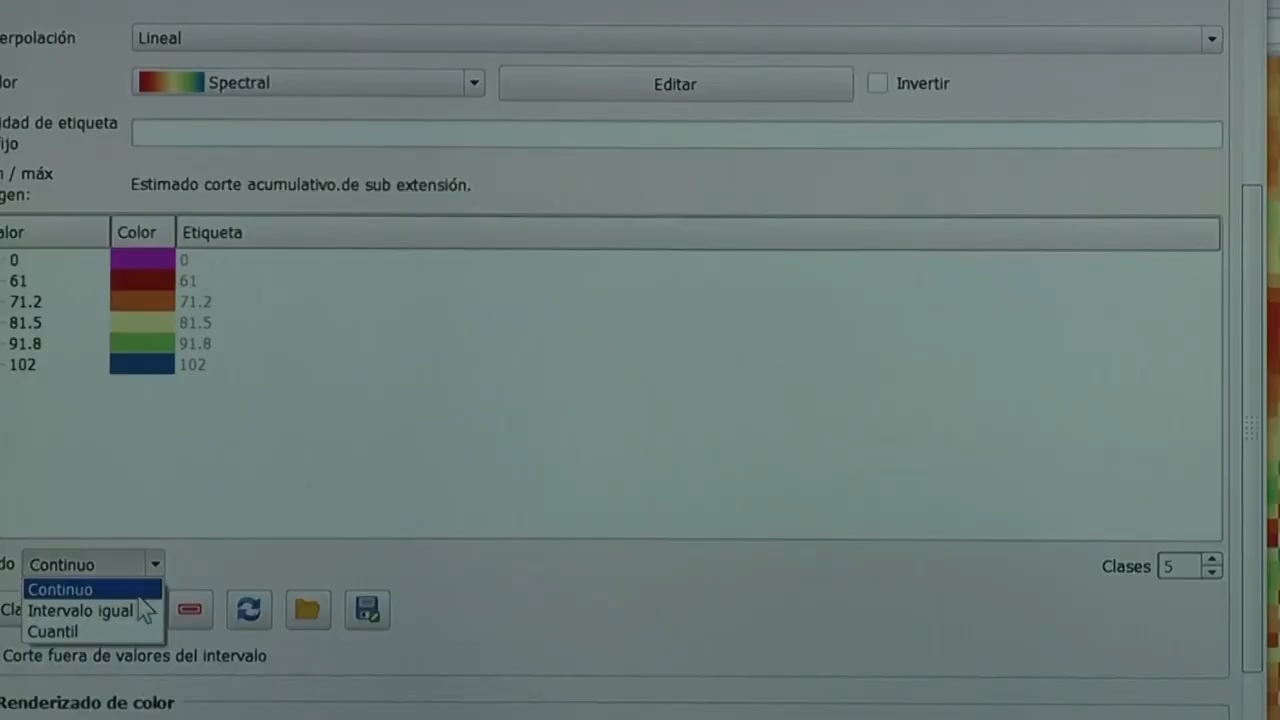 erpolación Lineal
lor Spectral Editar Invertir
idad de etiqueta
ijo
n / máx
gen: Estimado corte acumulativo.de sub extensión.
alor Color Etiqueta
0 0
61 61
71.2 71.2
81.5 81.5
91.8 91.8
102 102
do Continuo Clases 5
Continuo
Cla Intervalo igual
Cuantil
Corte fuera de valores del intervalo
Renderizado de color